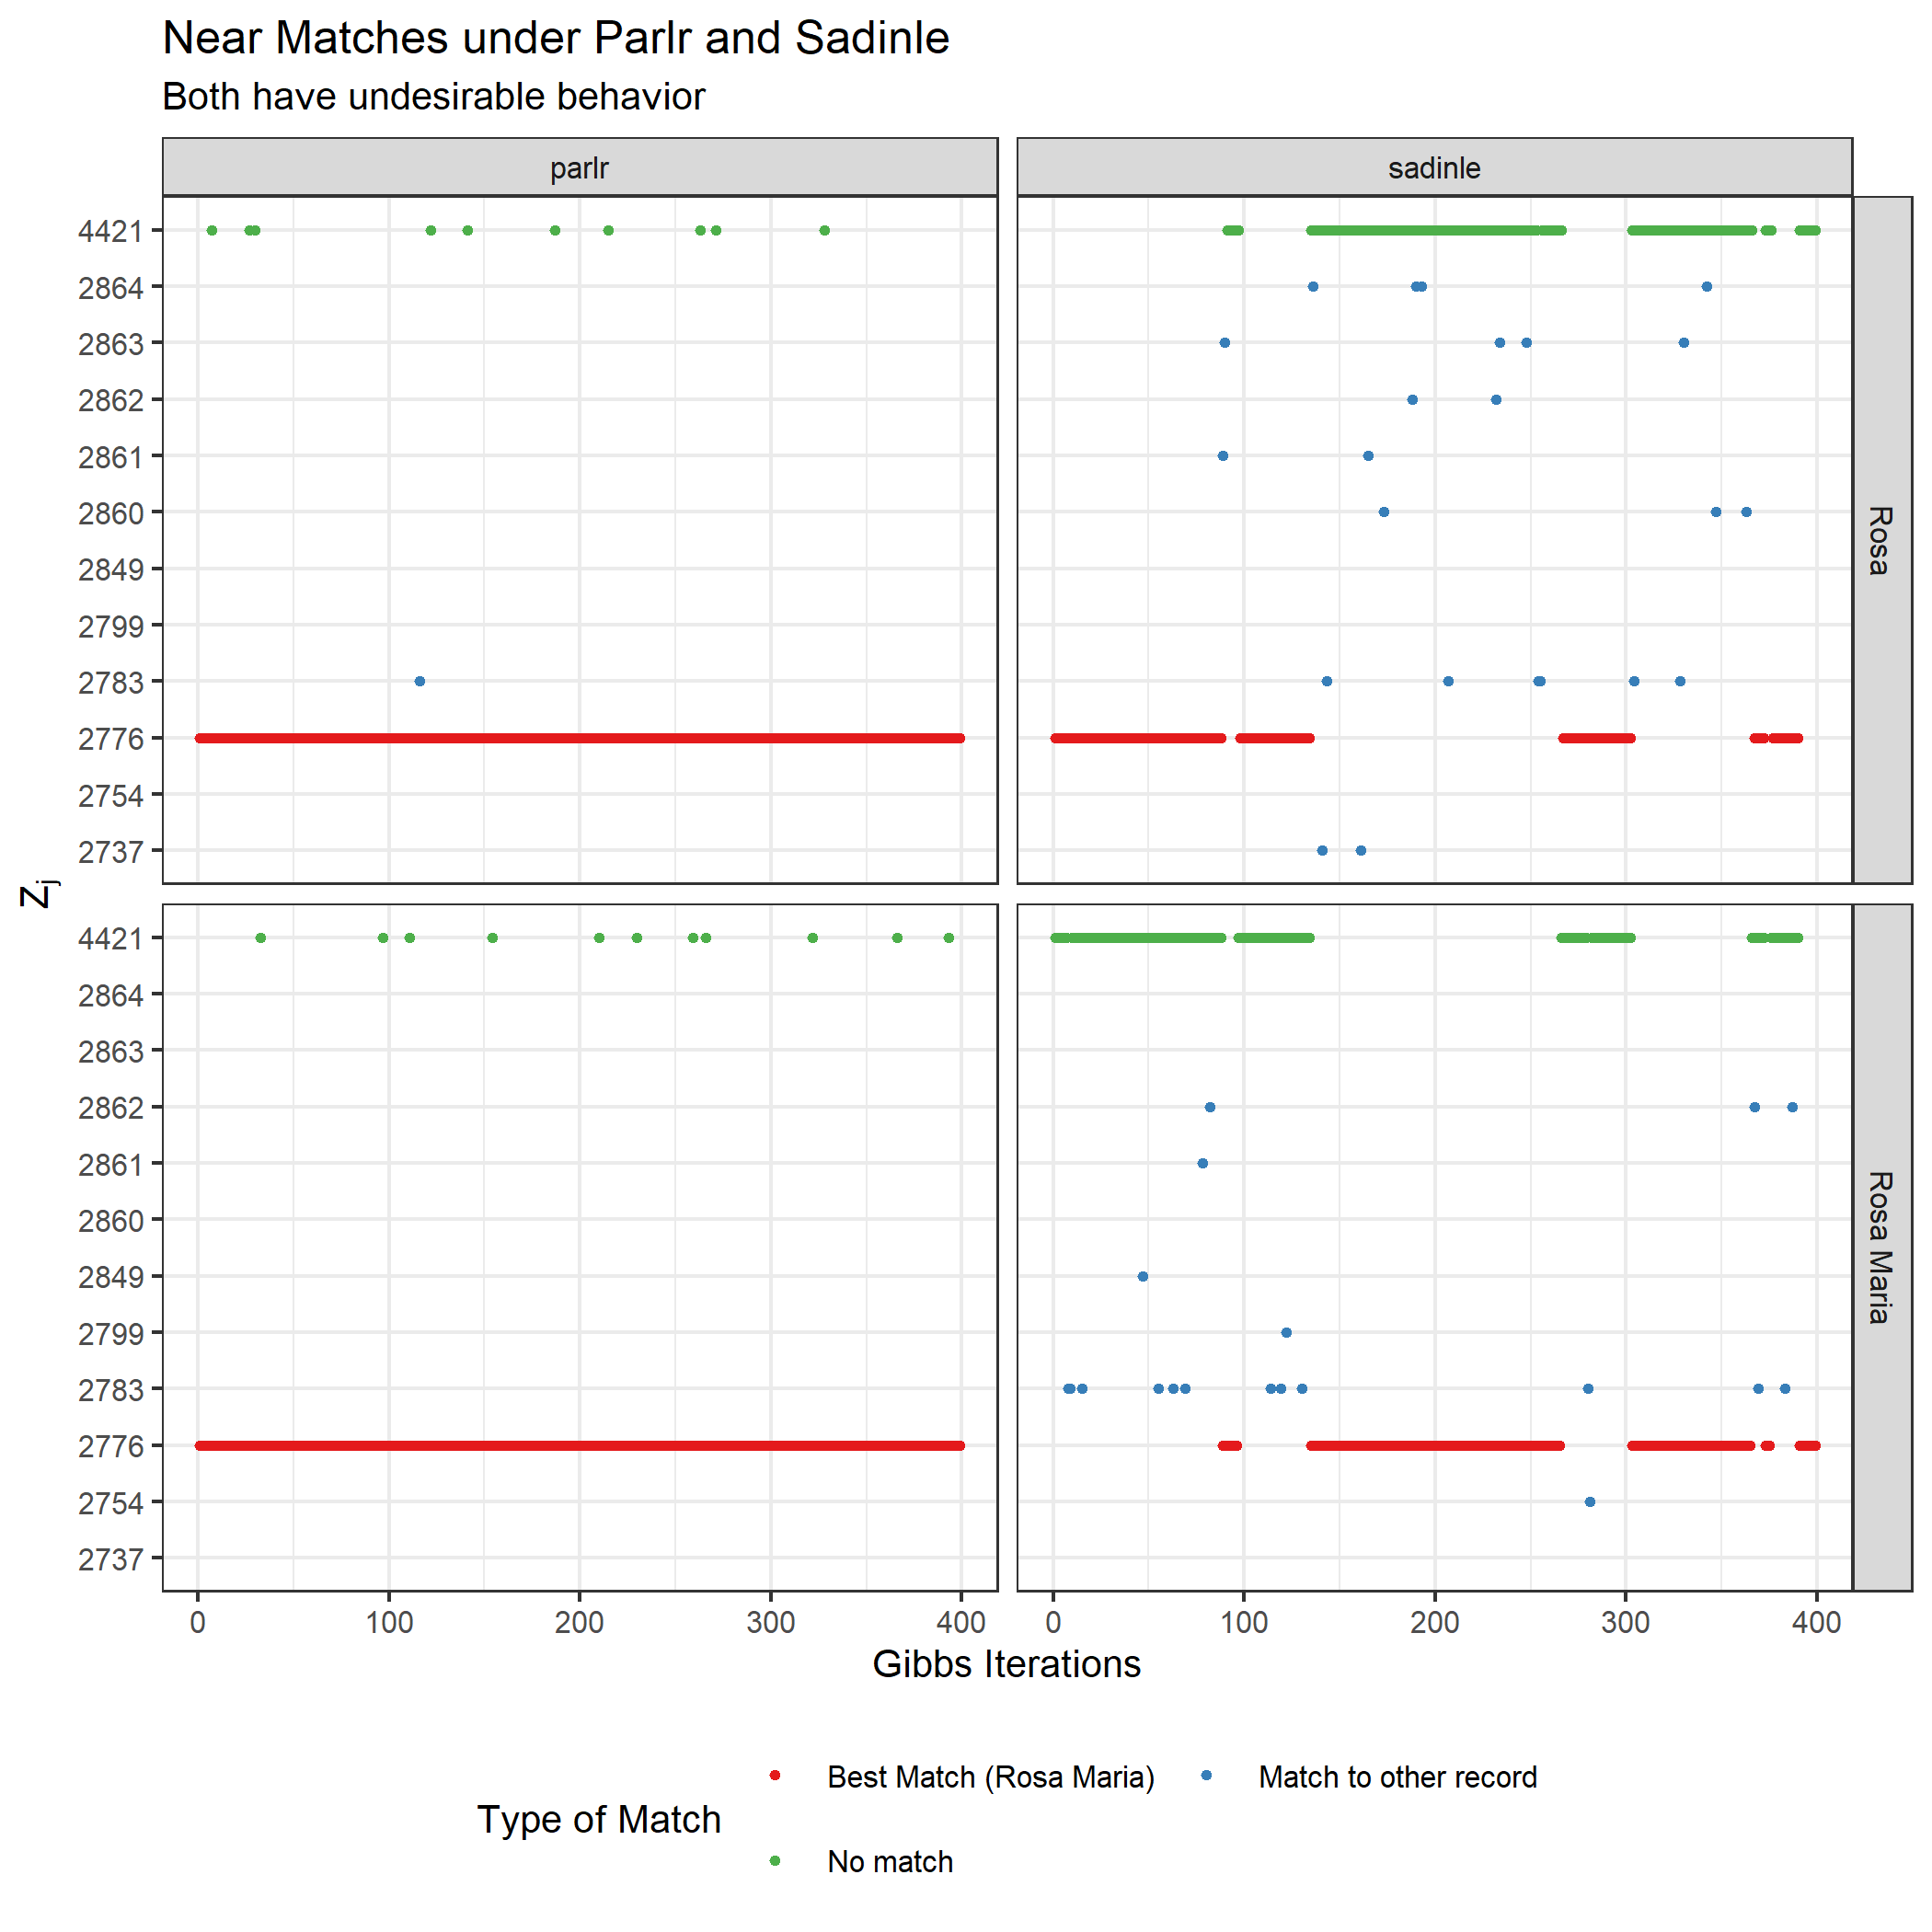 Near Matches under Parlr and Sadinle
Both have undesirable behavior
parlr
sadinle
4421
2864
2863
2862
2861
2860
2849
2799
2783
2776
2754
2737
Rosa
Zj
4421
2864
2863
2862
2861
2860
2849
2799
2783
2776
2754
2737
Rosa Maria
0 100 200 300 400
0 100 200 300 400
Gibbs Iterations
Type of Match
Best Match (Rosa Maria)
Match to other record
No match